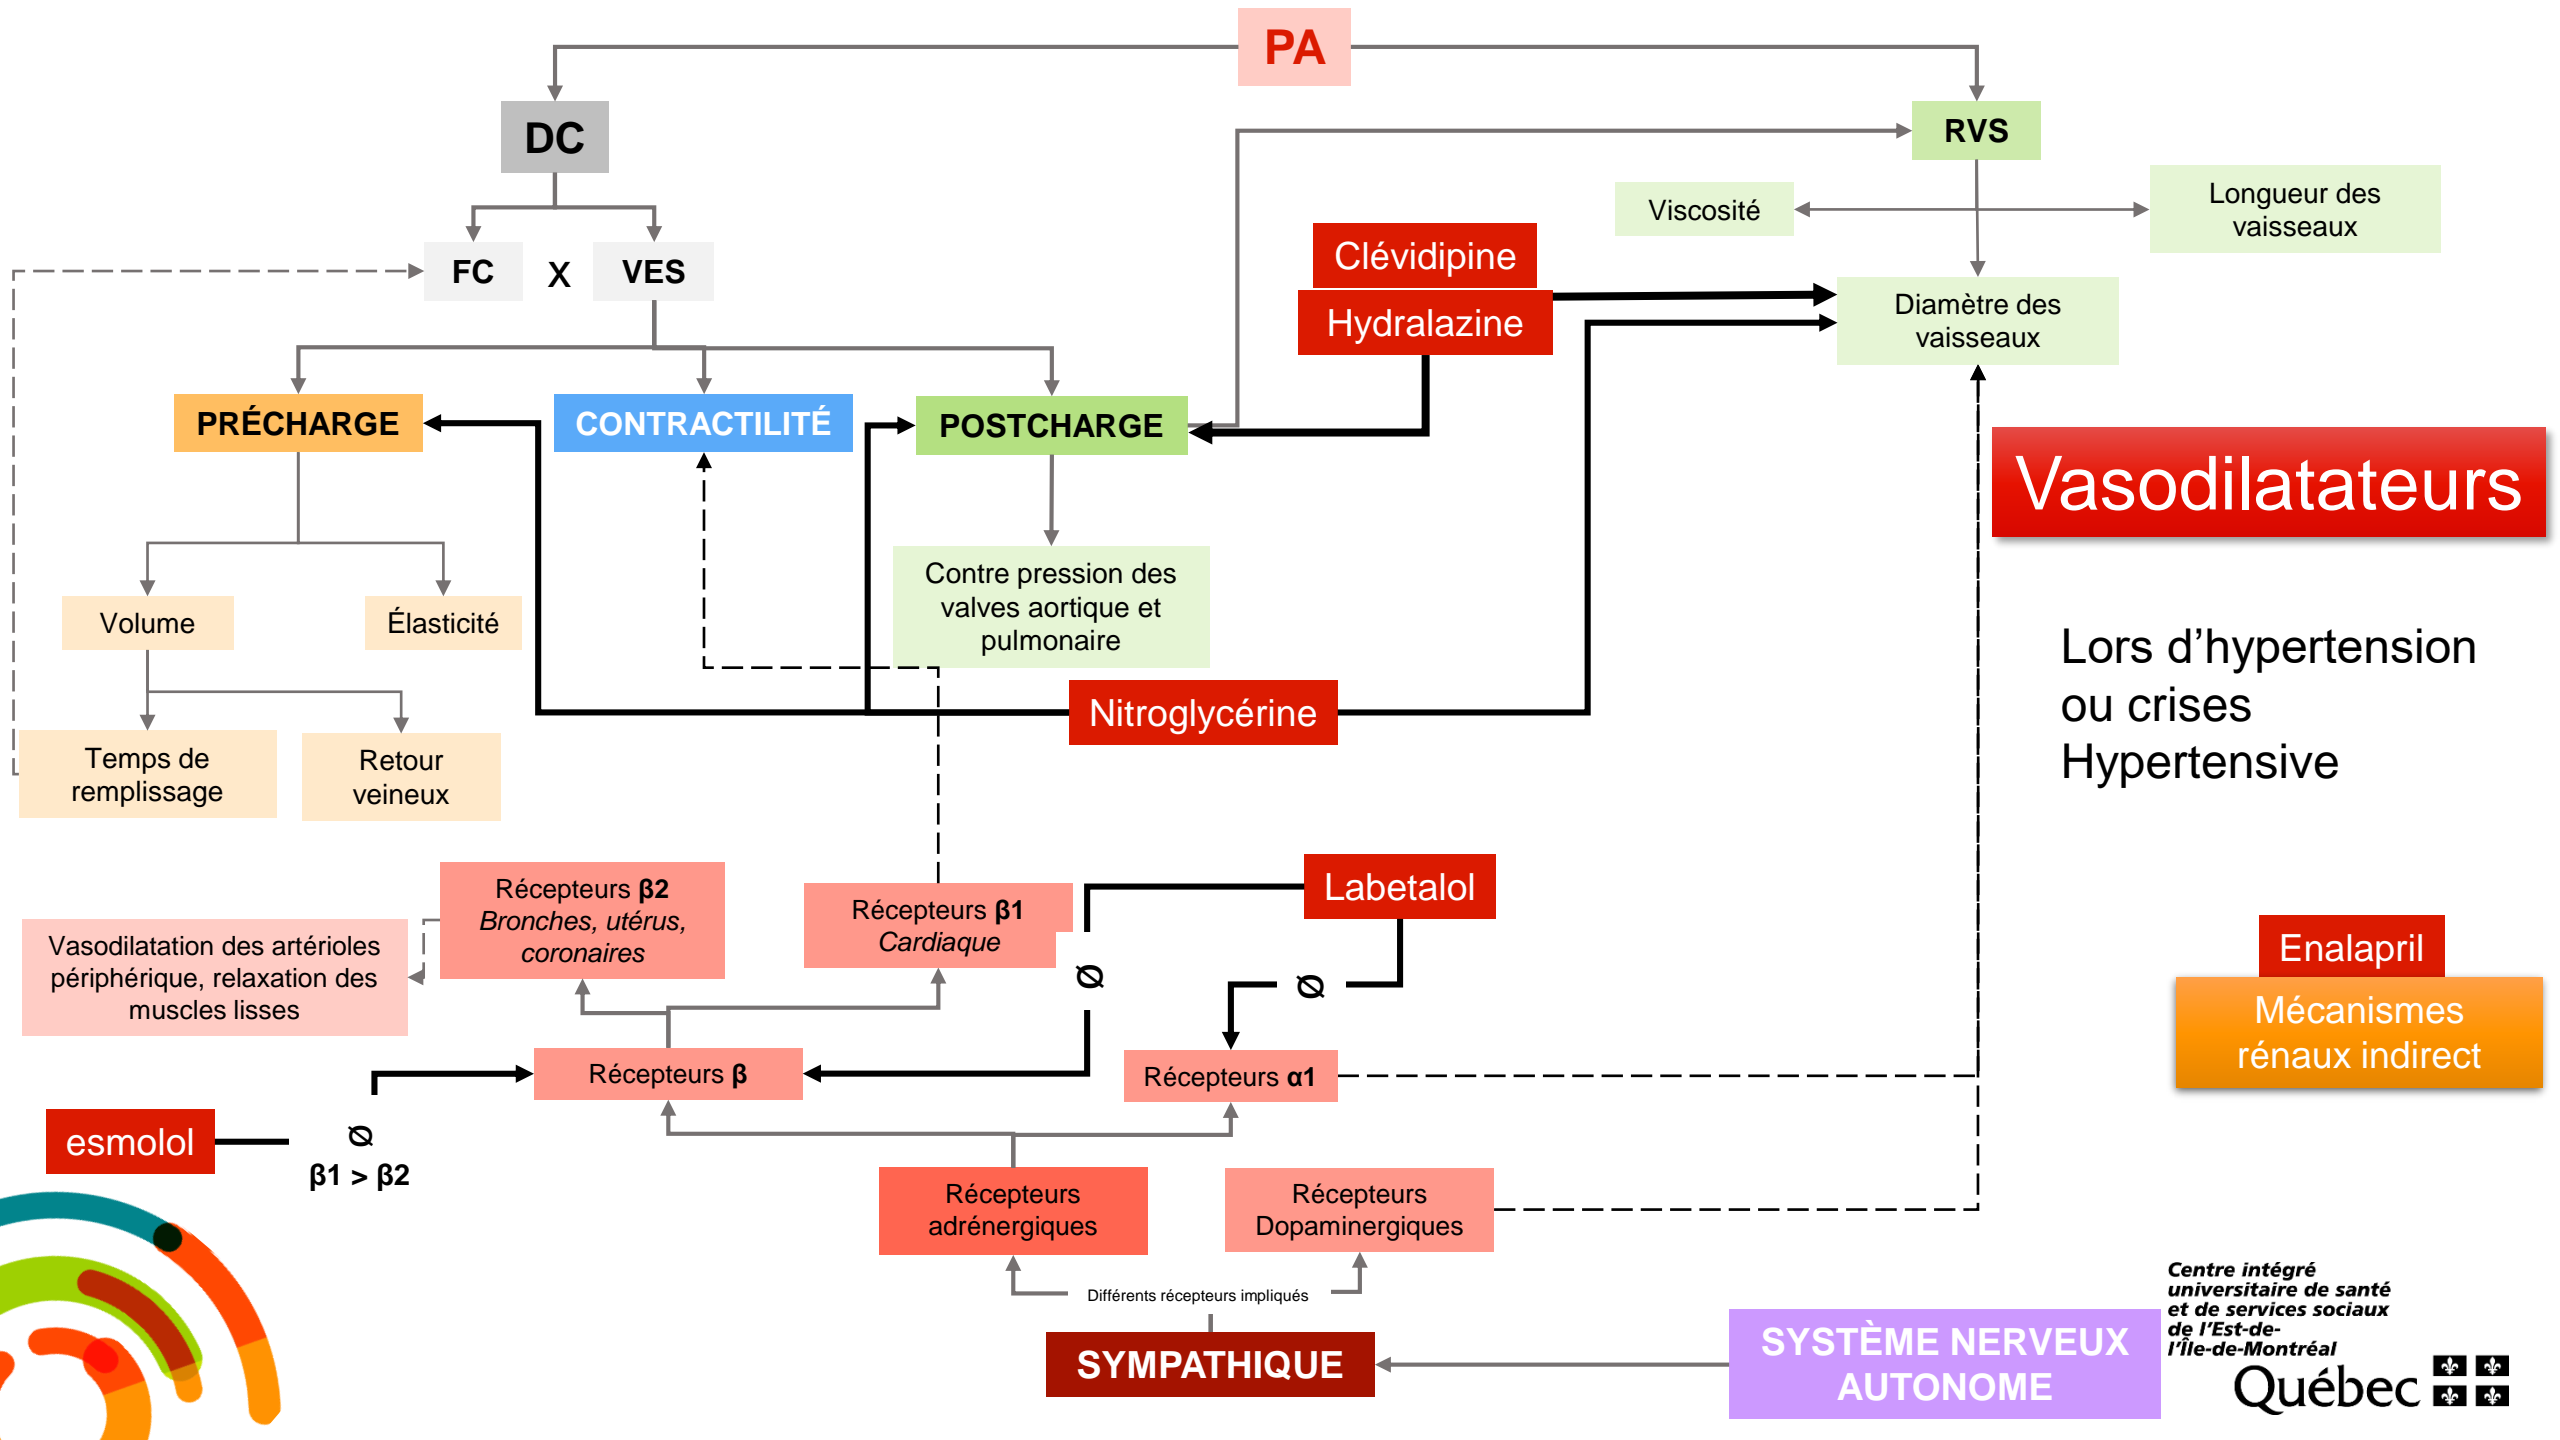 PA
DC
RVS
Viscosité
Longueur des
vaisseaux
FC
X
VES
Clévidipine
Hydralazine
Diamètre des
vaisseaux
PRÉCHARGE
CONTRACTILITÉ
POSTCHARGE
Vasodilatateurs
Contre pression des
valves aortique et
pulmonaire
Volume
Élasticité
Lors d’hypertension
ou crises
Hypertensive
Nitroglycérine
Temps de
remplissage
Retour
veineux
Récepteurs β2
Bronches, utérus,
coronaires
Récepteurs β1
Cardiaque
Labetalol
Vasodilatation des artérioles
périphérique, relaxation des
muscles lisses
Ø
Ø
Enalapril
Mécanismes
rénaux indirect
Récepteurs β
Récepteurs α1
esmolol
Ø
β1 > β2
Récepteurs
adrénergiques
Récepteurs
Dopaminergiques
Différents récepteurs impliqués
SYMPATHIQUE
SYSTÈME NERVEUX
AUTONOME
Centre intégré
universitaire de santé
et de services sociaux
de l’Est-de-
l’Île-de-Montréal
Québec